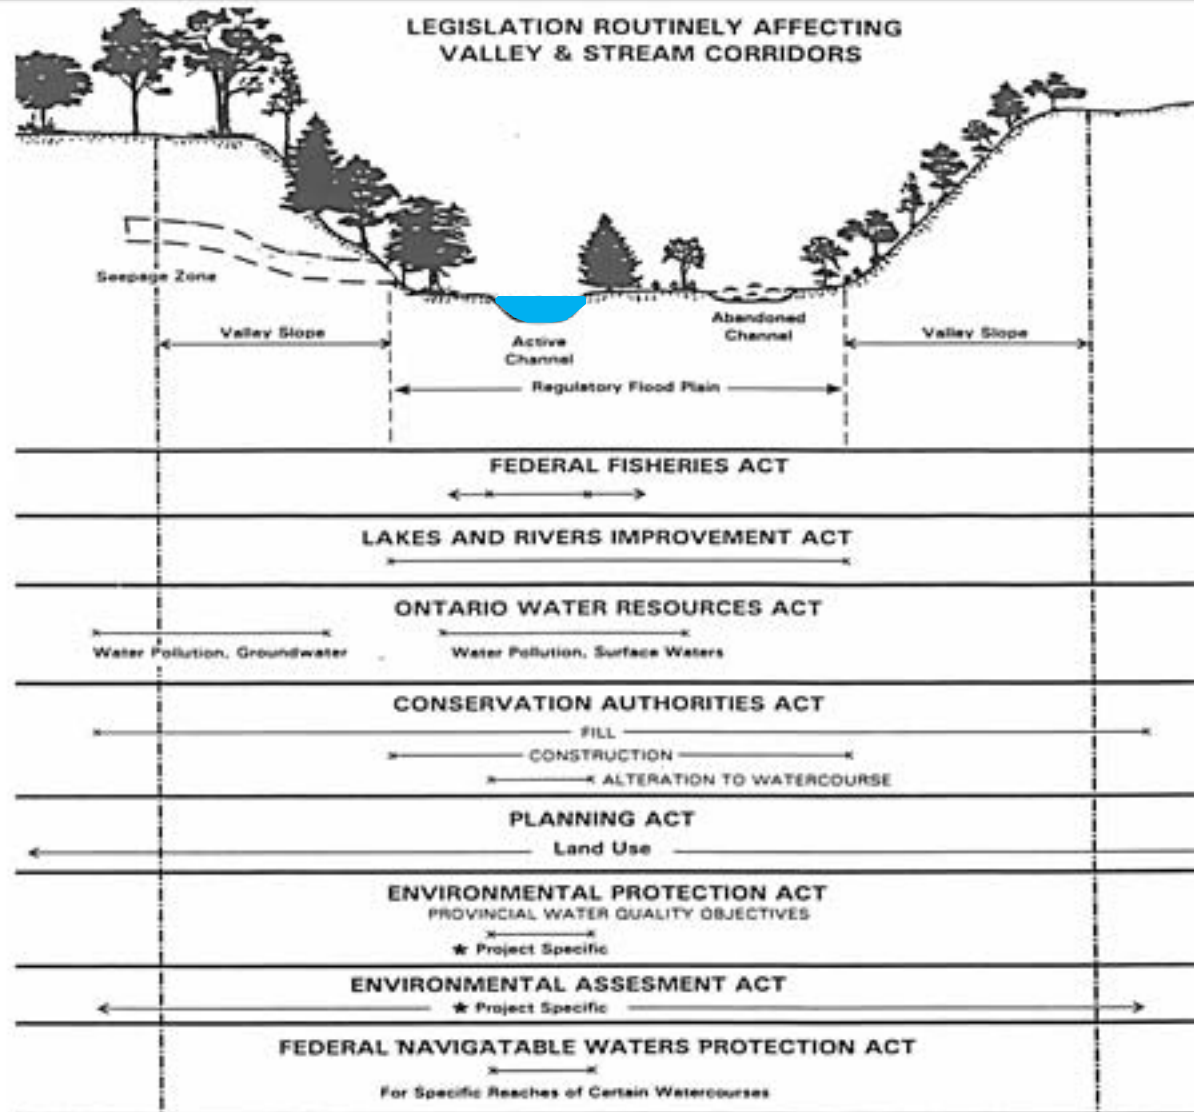 LEGISLATION ROUTINELY AFFECTING
VALLEY & STREAM CORRIDORS
Seepage Zone
Valley Slope
Active
Channel
Abandoned
Channel
Valley Slope
Regulatory Flood Plain
FEDERAL FISHERIES ACT
LAKES AND RIVERS IMPROVEMENT ACT
ONTARIO WATER RESOURCES ACT
Water Pollution, Groundwater
Water Pollution, Surface Waters
CONSERVATION AUTHORITIES ACT
FILL
CONSTRUCTION
ALTERATION TO WATERCOURSE
PLANNING ACT
Land Use
ENVIRONMENTAL PROTECTION ACT
PROVINCIAL WATER QUALITY OBJECTIVES
★ Project Specific
ENVIRONMENTAL ASSESMENT ACT
★ Project Specific
FEDERAL NAVIGATABLE WATERS PROTECTION ACT
For Specific Reaches of Certain Watercourses